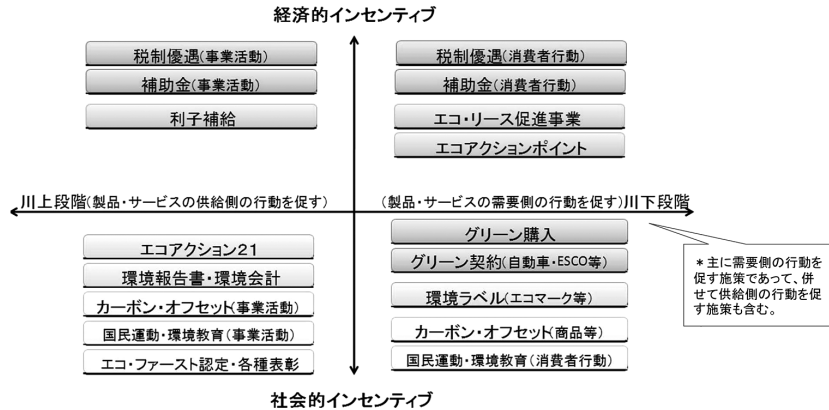 経済的インセンティブ
税制優遇(事業活動)
補助金(事業活動)
利子補給
税制優遇(消費者行動)
補助金(消費者行動)
エコ・リース促進事業
エコアクションポイント
川上段階(製品・サービスの供給側の行動を促す)
(製品・サービスの需要側の行動を促す)川下段階
エコアクション21
環境報告書・環境会計
カーボン・オフセット(事業活動)
国民運動・環境教育(事業活動)
エコ・ファースト認定・各種表彰
グリーン購入
グリーン契約(自動車・ESCO等)
環境ラベル(エコマーク等)
カーボン・オフセット(商品等)
国民運動・環境教育(消費者行動)
*主に需要側の行動を
促す施策であって、併
せて供給側の行動を促
す施策も含む。
社会的インセンティブ